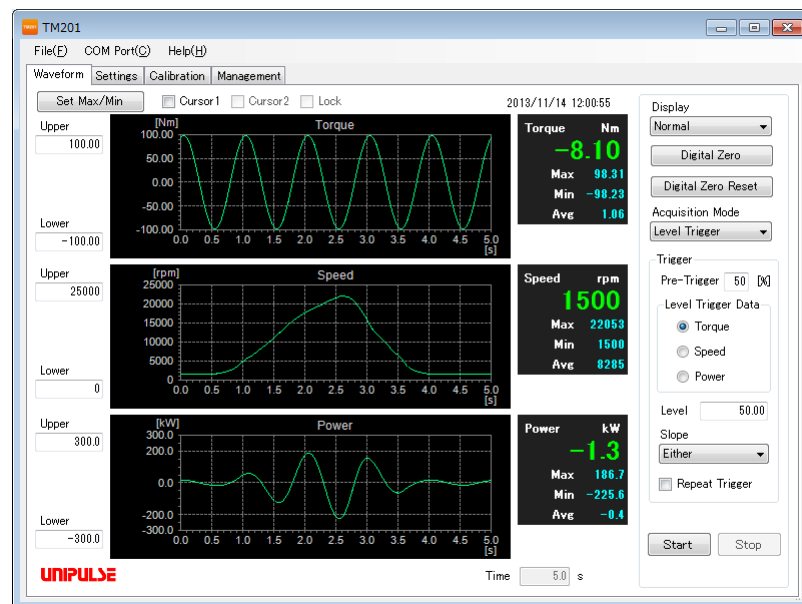 TM201 TM201
File(F) COM Port(C) Help(H)
Waveform Settings Calibration Management
Set Max/Min Cursor1 Cursor2 Lock 2013/11/14 12:00:55
Upper
100.00
Lower
-100.00
[Nm] Torque
100.00
50.00
0.00
-50.00
-100.00
0.0 0.5 1.0 1.5 2.0 2.5 3.0 3.5 4.0 4.5 5.0
[s]
Torque Nm
-8.10
Max 98.31
Min -98.23
Avg 1.06
Upper
25000
Lower
0
[rpm] Speed
25000
20000
15000
10000
5000
0
0.0 0.5 1.0 1.5 2.0 2.5 3.0 3.5 4.0 4.5 5.0
[s]
Speed rpm
1500
Max 22053
Min 1500
Avg 8285
Upper
300.0
Lower
-300.0
[kW] Power
300.0
200.0
0.0
-200.0
-300.0
0.0 0.5 1.0 1.5 2.0 2.5 3.0 3.5 4.0 4.5 5.0
[s]
Power kW
-1.3
Max 186.7
Min -225.6
Avg -0.4
UNIPULSE
Time 5.0 s
Display
Normal
Digital Zero
Digital Zero Reset
Acquisition Mode
Level Trigger
Trigger
Pre-Trigger 50 [%]
Level Trigger Data
Torque
Speed
Power
Level 50.00
Slope
Either
Repeat Trigger
Start Stop